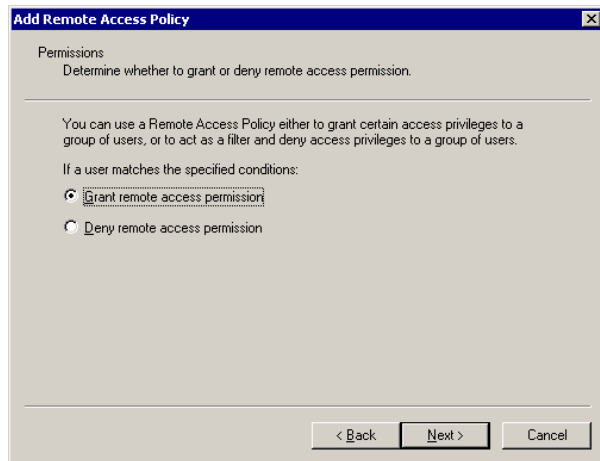 Add Remote Access Policy
Permissions
Determine whether to grant or deny remote access permission.
You can use a Remote Access Policy either to grant certain access privileges to a
group of users, or to act as a filter and deny access privileges to a group of users.
If a user matches the specified conditions:
Grant remote access permission
Deny remote access permission
< Back
Next >
Cancel